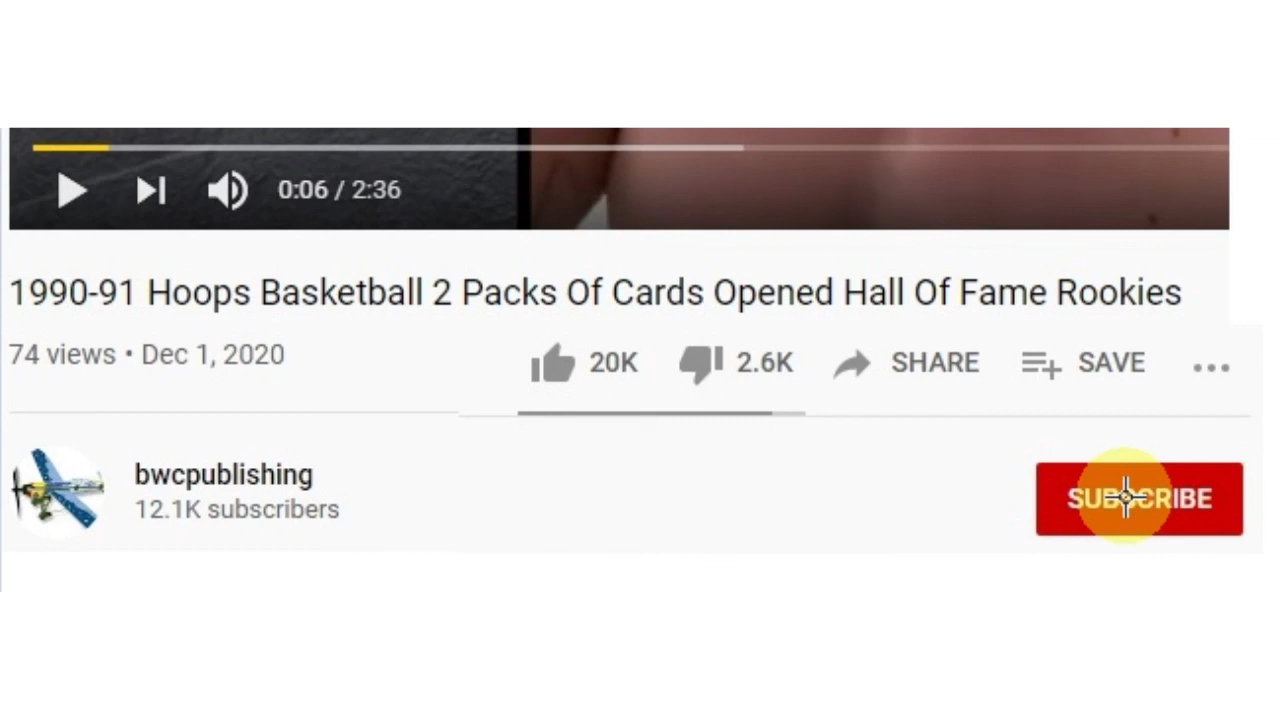 0:06 / 2:36
1990-91 Hoops Basketball 2 Packs Of Cards Opened Hall Of Fame Rookies
74 views • Dec 1, 2020
20K 2.6K SHARE SAVE
bwcpublishing
12.1K subscribers
SUBSCRIBE